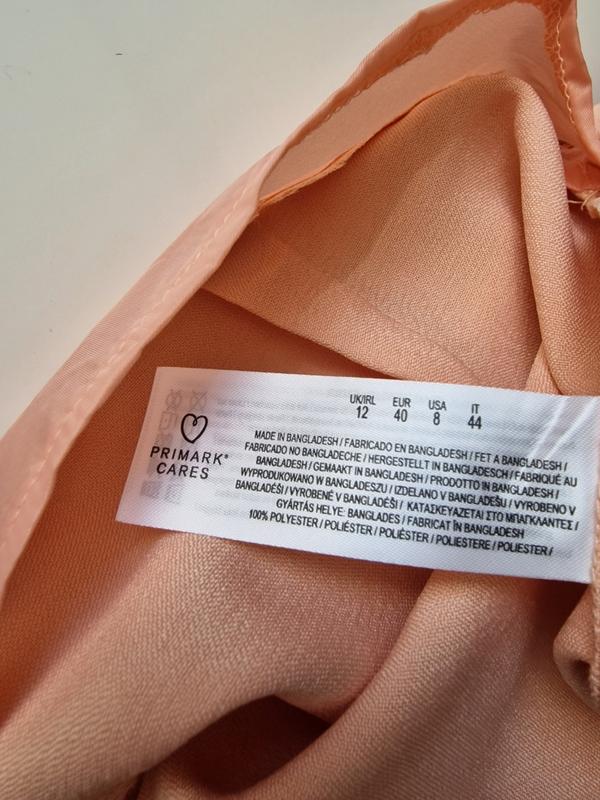 UK/IRL EUR USA IT
12 40 8 44
PRIMARK®
CARES
MADE IN BANGLADESH / FABRICADO EN BANGLADESH / FET A BANGLADESH /
FABRICADO NO BANGLADECHE / HERGESTELLT IN BANGLADESCH / FABRIQUÉ AU
BANGLADESH / GEMAAKT IN BANGLADESH / PRODOTTO IN BANGLADESH /
WYPRODUKOWANO W BANGLADESZU / IZDELANO V BANGLADEŠU / VYROBENO V
BANGLADÉŠI / VYROBENÉ V BANGLADÉŠI / ΚΑΤΑΣΚΕΥΑΖΕΤΑΙ ΣΤΟ ΜΠΑΓΚΛΑΝΤΕΣ /
GYÁRTÁS HELYE: BANGLADES / FABRICAT ÎN BANGLADESH
100% POLYESTER / POLIÉSTER / POLIÈSTER / POLIESTERE / POLIESTER /